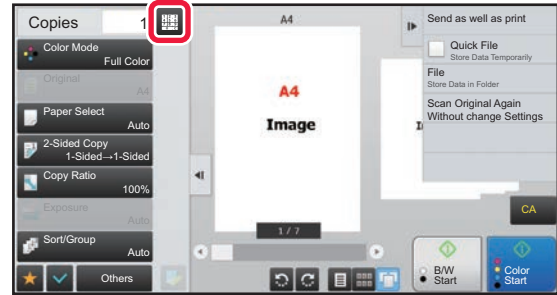 Copies
1
Color Mode
Full Color
Original
A4
Paper Select
Auto
2-Sided Copy
1-Sided→1-Sided
Copy Ratio
100%
Exposure
Auto
Sort/Group
Auto
Others
A4
A4
Image
1 / 7
Send as well as print
Quick File
Store Data Temporarily
File
Store Data in Folder
Scan Original Again
Without change Settings
CA
B/W
Start
Color
Start